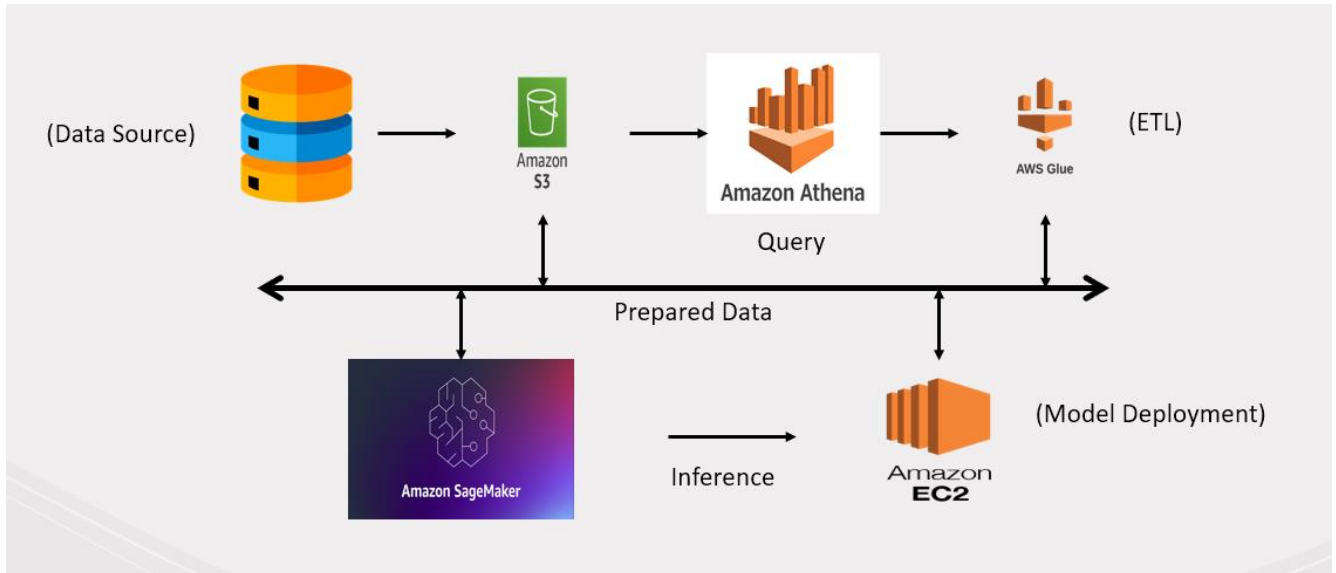 (Data Source)
Amazon
S3
Amazon Athena
AWS Glue
(ETL)
Query
Prepared Data
Amazon SageMaker
Inference
Amazon
EC2
(Model Deployment)